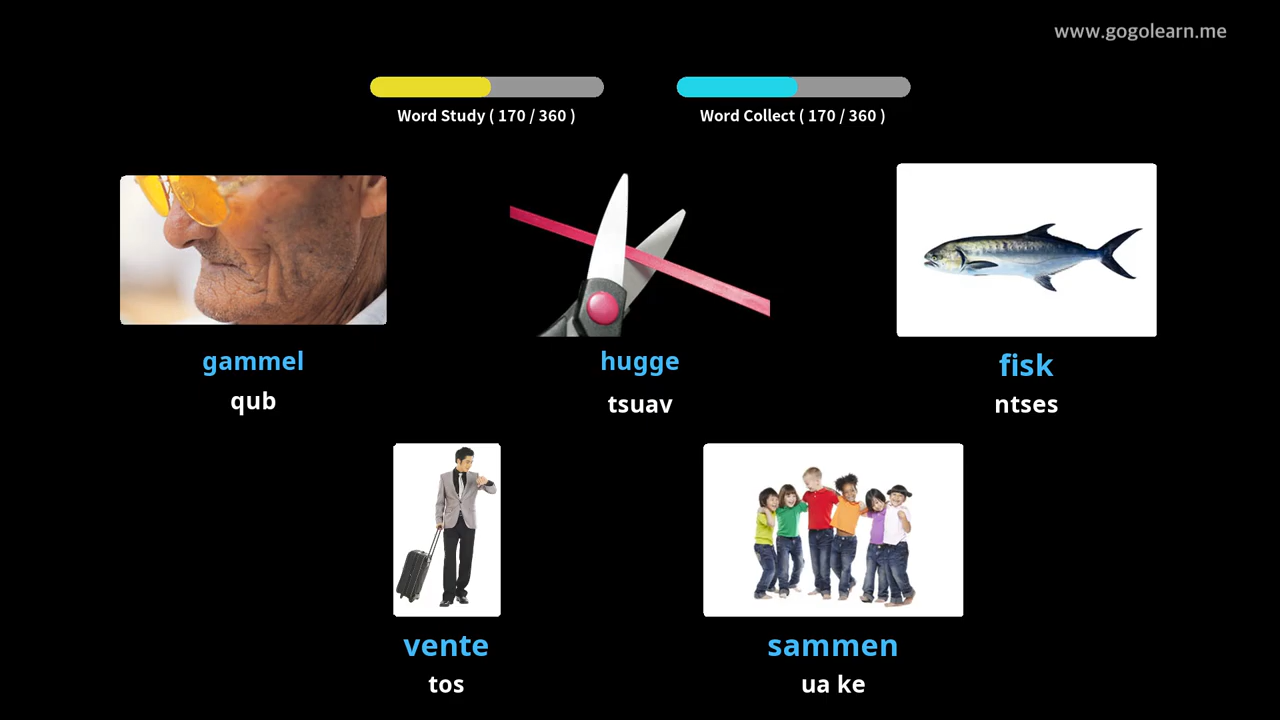 www.gogolearn.me
Word Study ( 170 / 360 )
Word Collect ( 170 / 360 )
gammel
qub
hugge
tsuav
fisk
ntses
vente
tos
sammen
ua ke